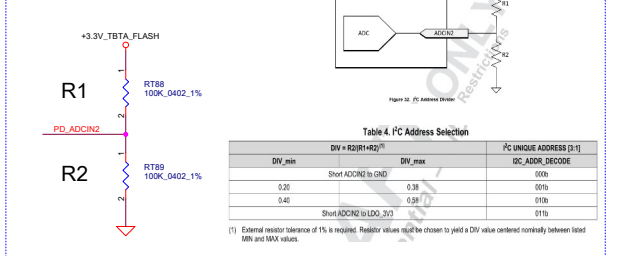 R1
ADC
ADCIN2
R2
Figure 32. I²C Address Divider
+3.3V_TBTA_FLASH
1
R1
RT88
100K_0402_1%
2
PD_ADCIN2
1
R2
RT89
100K_0402_1%
2
Table 4. I²C Address Selection
DIV = R2/(R1+R2)(1) I²C UNIQUE ADDRESS [3:1]
DIV_min DIV_max I2C_ADDR_DECODE
Short ADCIN2 to GND 000b
0.20 0.38 001b
0.40 0.58 010b
Short ADCIN2 to LDO_3V3 011b
(1) External resistor tolerance of 1% is required. Resistor values must be chosen to yield a DIV value centered nominally between listed
MIN and MAX values.